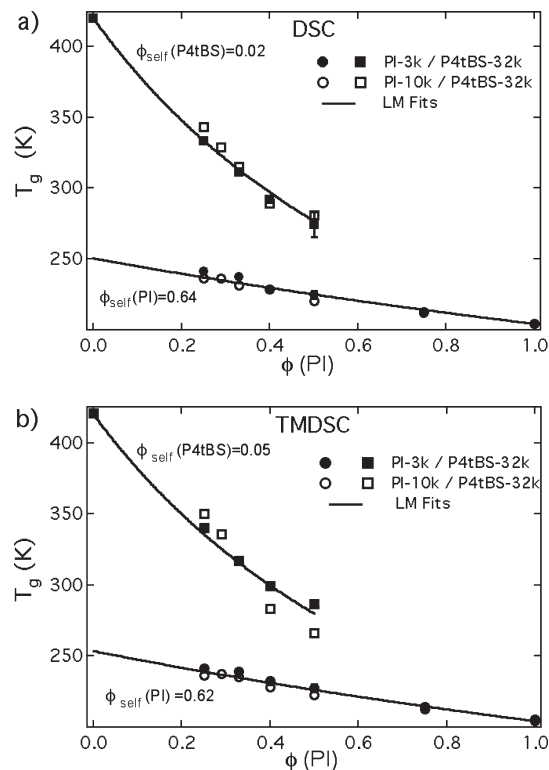 a)
DSC
ϕself(P4tBS)=0.02
PI-3k / P4tBS-32k
PI-10k / P4tBS-32k
LM Fits
Tg (K)
400
350
300
250
ϕself(PI)=0.64
0.0 0.2 0.4 0.6 0.8 1.0
ϕ (PI)
b)
TMDSC
ϕself(P4tBS)=0.05
PI-3k / P4tBS-32k
PI-10k / P4tBS-32k
LM Fits
Tg (K)
400
350
300
250
ϕself(PI)=0.62
0.0 0.2 0.4 0.6 0.8 1.0
ϕ (PI)